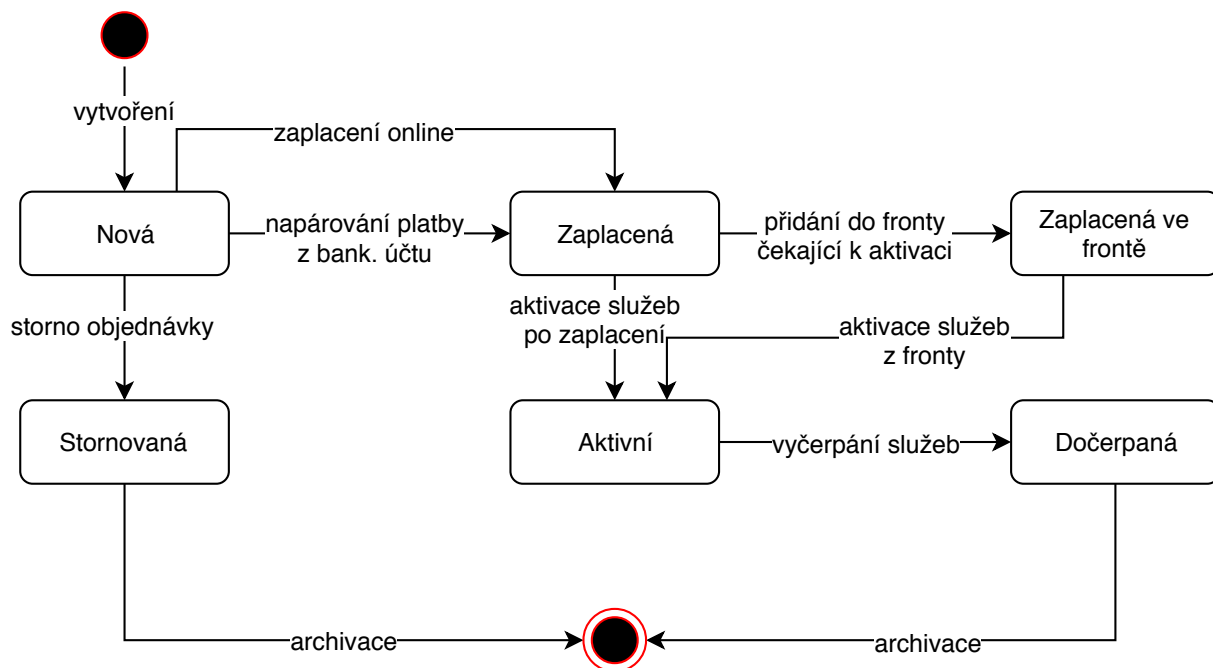 vytvoření
zaplacení online
Nová
napárování platby
z bank. účtu
Zaplacená
přidání do fronty
čekající k aktivaci
Zaplacená ve
frontě
storno objednávky
aktivace služeb
po zaplacení
aktivace služeb
z fronty
Stornovaná
Aktivní
vyčerpání služeb
Dočerpaná
archivace
archivace